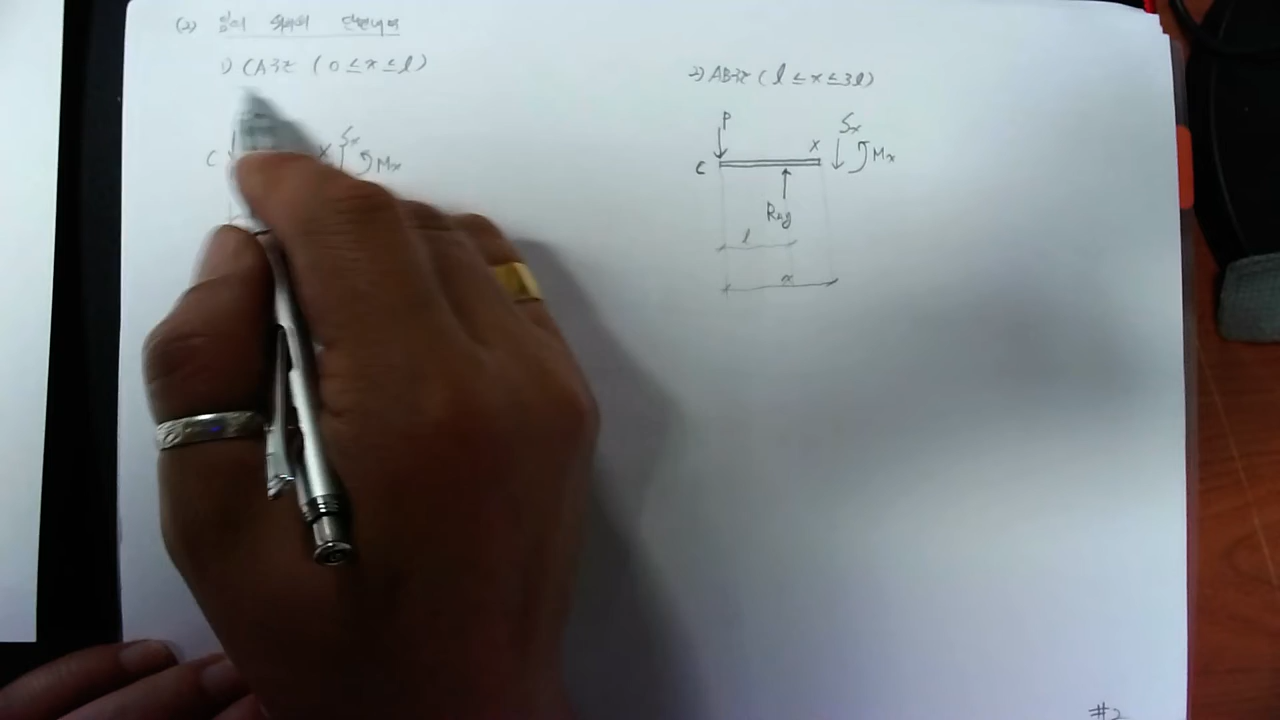 (2) 임의 위치의 단면내력
1) CA구간 (0 ≤ x ≤ l)
C x Sx Mx
2) AB구간 (l ≤ x ≤ 3l)
P Sx
C x Mx
RAy
l
x
#2